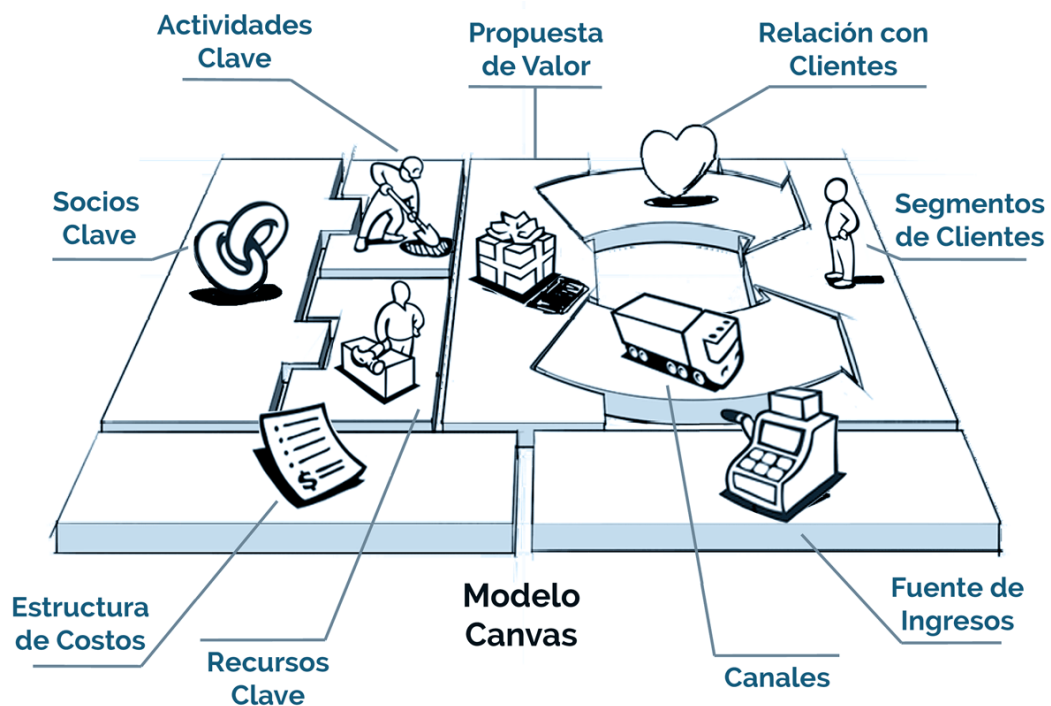 Actividades
Clave
Propuesta
de Valor
Relación con
Clientes
Socios
Clave
Segmentos
de Clientes
$
Estructura
de Costos
Recursos
Clave
Modelo
Canvas
Canales
Fuente de
Ingresos